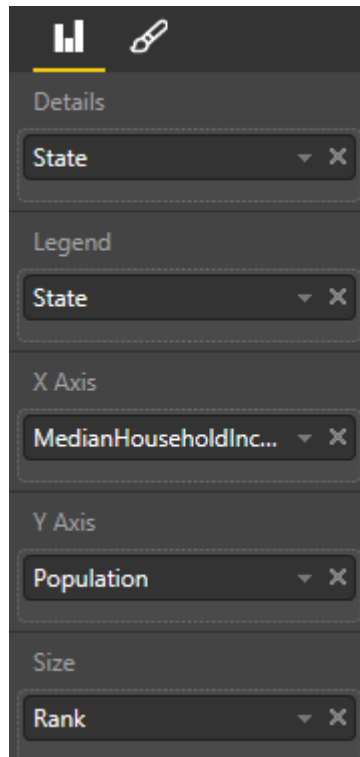 Details
State
Legend
State
X Axis
MedianHouseholdInc...
Y Axis
Population
Size
Rank